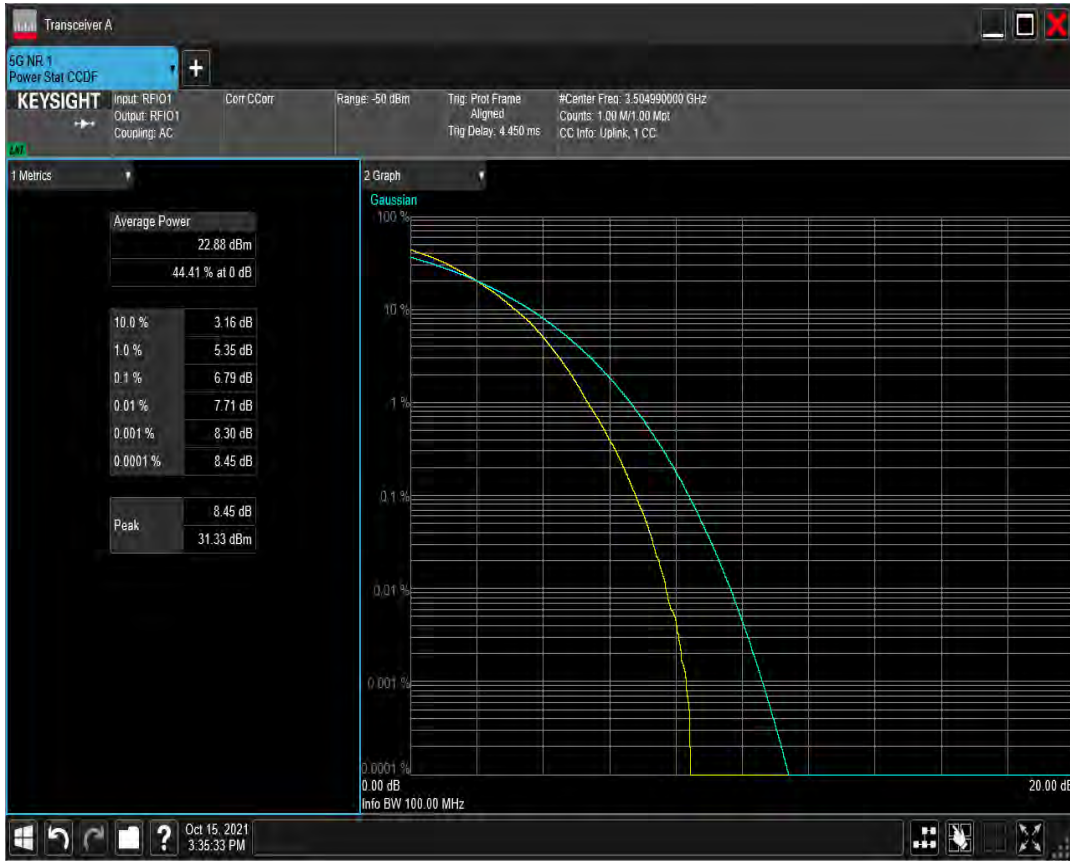 Transceiver A
5G NR 1
Power Stat CCDF
+
KEYSIGHT
Input: RFIO1
Output: RFIO1
Coupling: AC
Corr CCorr
Range: -50 dBm
Trig: Prot Frame
Aligned
Trig Delay: 4.450 ms
#Center Freq: 3.504990000 GHz
Counts: 1.00 M/1.00 Mpt
CC Info: Uplink, 1 CC
1 Metrics
Average Power
22.88 dBm
44.41 % at 0 dB
10.0 % 3.16 dB
1.0 % 5.35 dB
0.1 % 6.79 dB
0.01 % 7.71 dB
0.001 % 8.30 dB
0.0001 % 8.45 dB
Peak
8.45 dB
31.33 dBm
2 Graph
Gaussian
100 %
10 %
1 %
0.1 %
0.01 %
0.001 %
0.0001 %
0.00 dB 20.00 dB
Info BW 100.00 MHz
?
Oct 15, 2021
3:35:33 PM